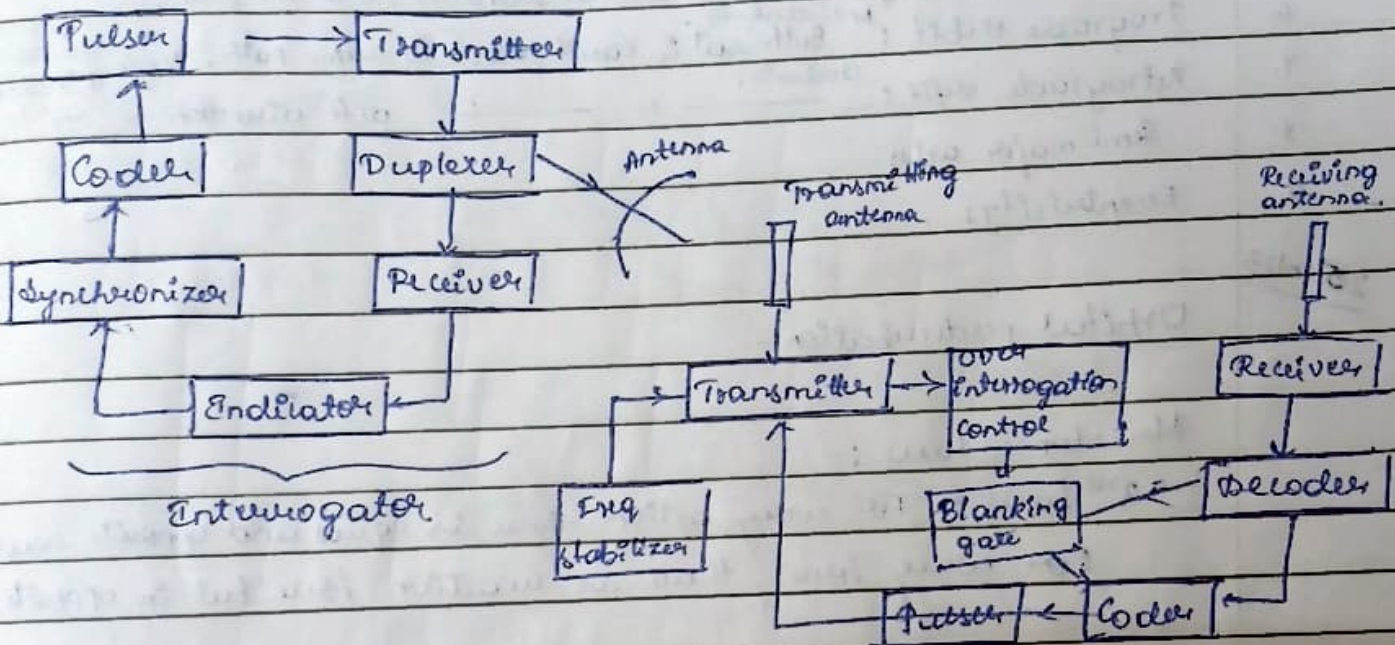 Pulser
Transmitter
Coder
Duplexer
Antenna
Transmitting
antenna
Receiving
antenna.
Synchronizer
Receiver
Indicator
Transmitter
over
interrogation
control
Receiver
Interrogator
Freq
stabilizer
Blanking
gate
Decoder
Pulser
Coder